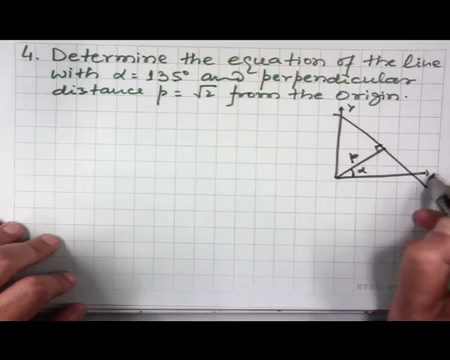 4. Determine the equation of the line
with α = 135° and perpendicular
distance p = √2 from the origin.
Y
p
α